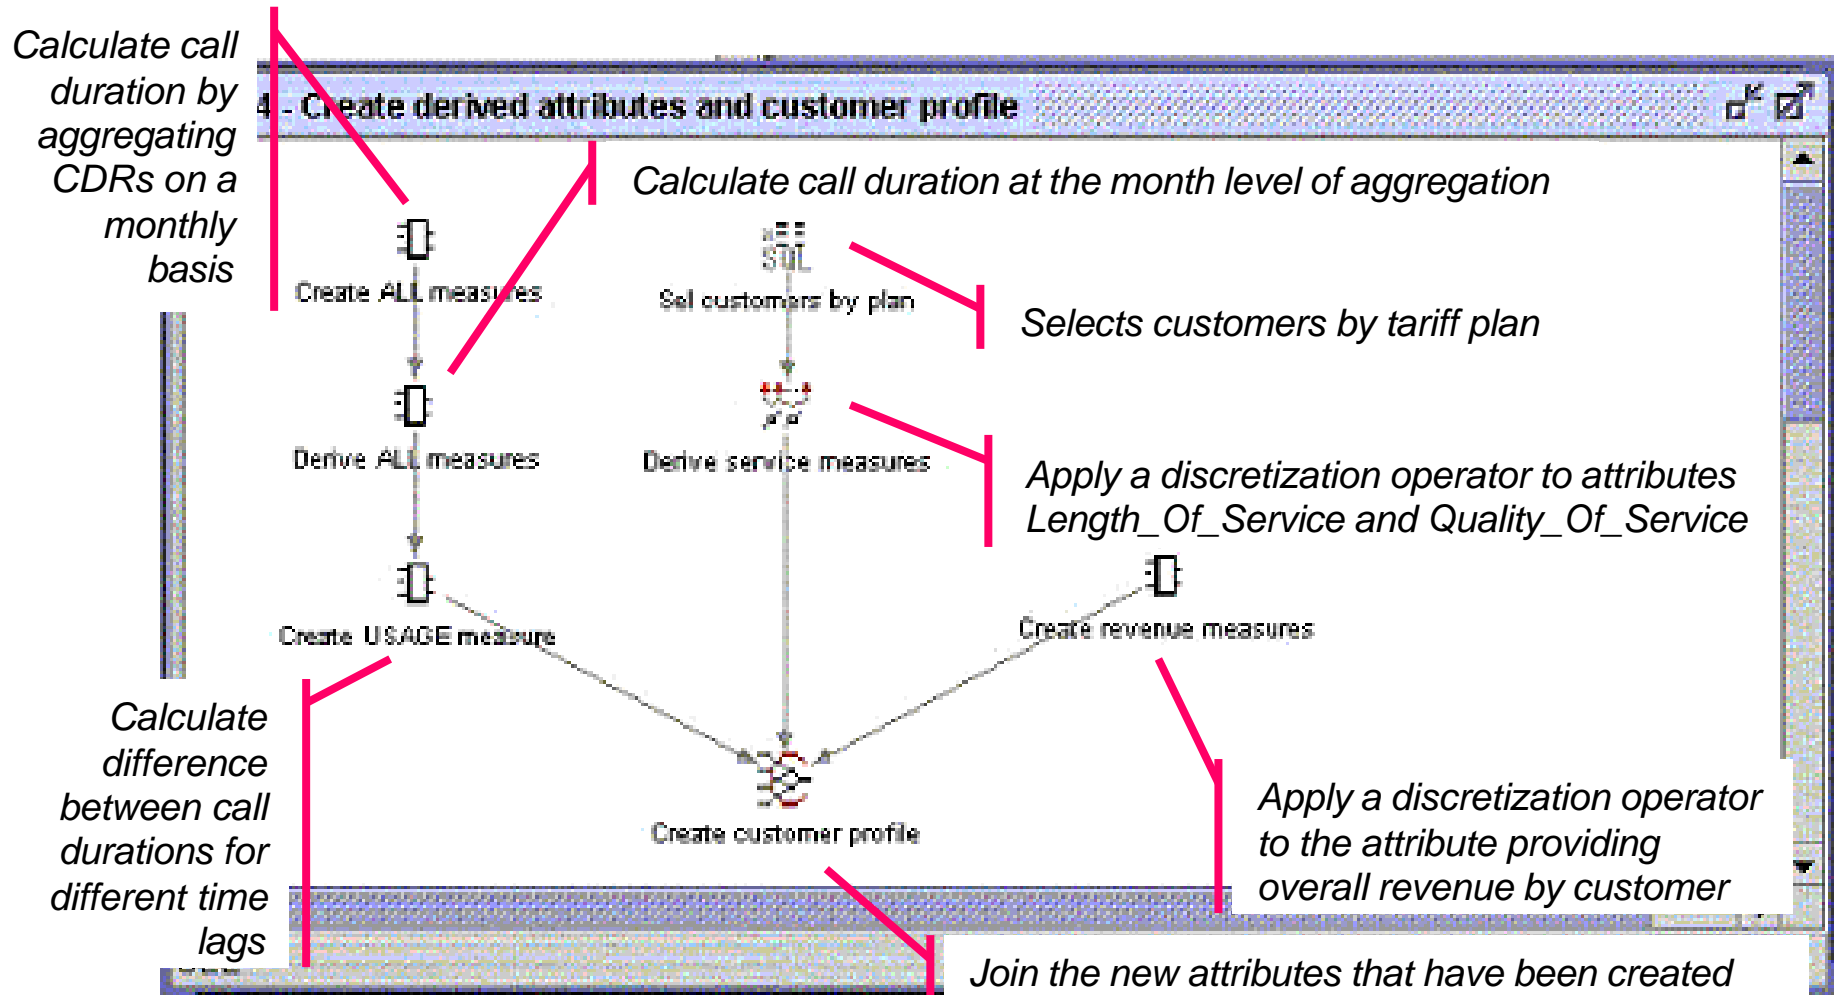 Calculate call
duration by
aggregating
CDRs on a
monthly
basis
4 - Create derived attributes and customer profile
Calculate call duration at the month level of aggregation
Create ALL measures
SQL
Sel customers by plan
Selects customers by tariff plan
Derive ALL measures
Derive service measures
Apply a discretization operator to attributes
Length_Of_Service and Quality_Of_Service
Create USAGE measure
Create revenue measures
Calculate
difference
between call
durations for
different time
lags
Create customer profile
Apply a discretization operator
to the attribute providing
overall revenue by customer
Join the new attributes that have been created